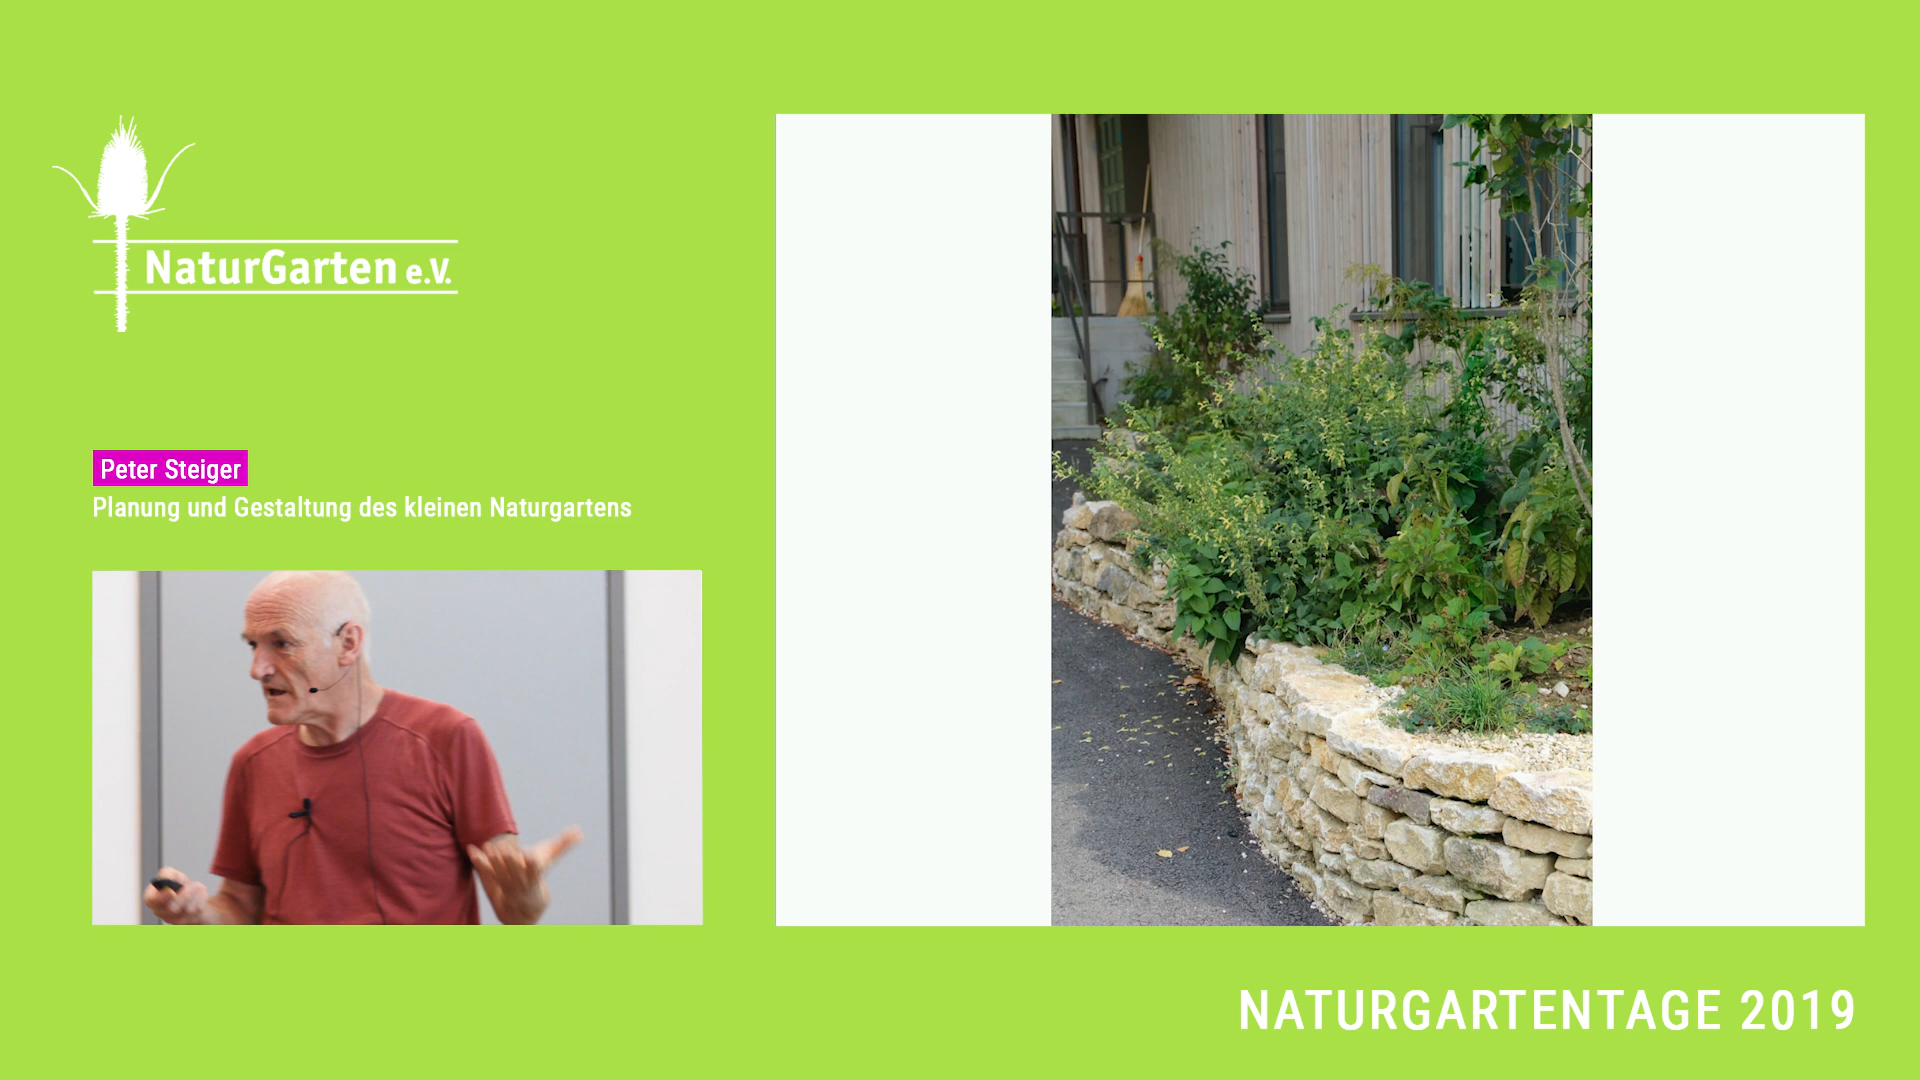 NaturGarten e.V.
Peter Steiger
Planung und Gestaltung des kleinen Naturgartens
NATURGARTENTAGE 2019